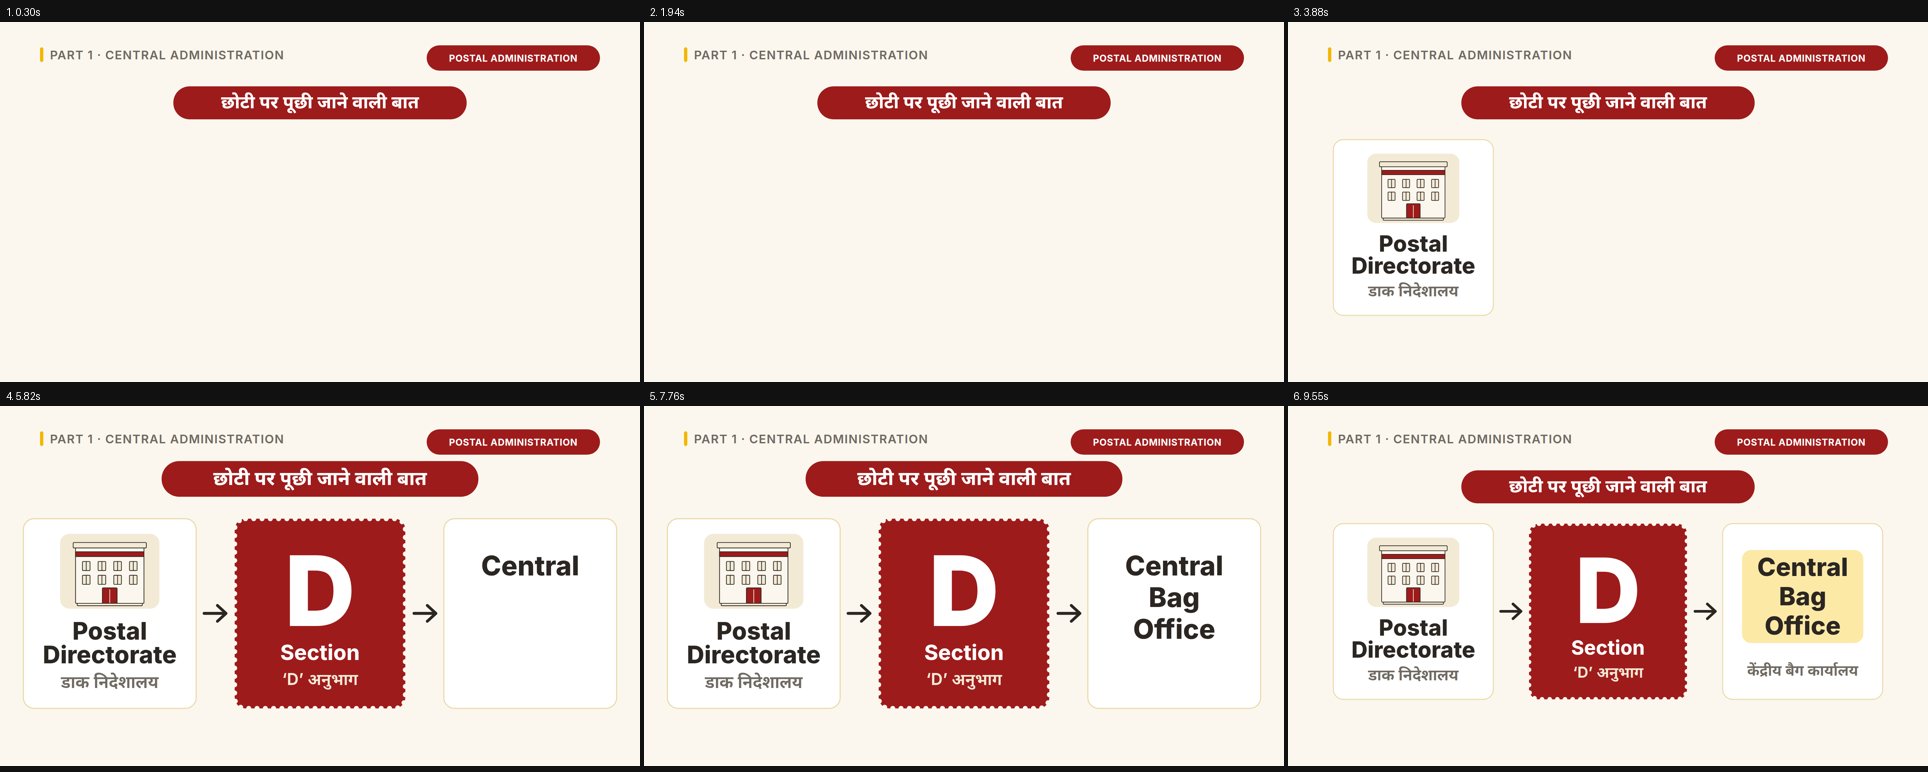 1. 0.30s
PART 1 · CENTRAL ADMINISTRATION
POSTAL ADMINISTRATION
छोटी पर पूछी जाने वाली बात
2. 1.94s
PART 1 · CENTRAL ADMINISTRATION
POSTAL ADMINISTRATION
छोटी पर पूछी जाने वाली बात
3. 3.88s
PART 1 · CENTRAL ADMINISTRATION
POSTAL ADMINISTRATION
छोटी पर पूछी जाने वाली बात
Postal
Directorate
डाक निदेशालय
4. 5.82s
PART 1 · CENTRAL ADMINISTRATION
POSTAL ADMINISTRATION
छोटी पर पूछी जाने वाली बात
Postal
Directorate
डाक निदेशालय
D
Section
‘D’ अनुभाग
Central
5. 7.76s
PART 1 · CENTRAL ADMINISTRATION
POSTAL ADMINISTRATION
छोटी पर पूछी जाने वाली बात
Postal
Directorate
डाक निदेशालय
D
Section
‘D’ अनुभाग
Central
Bag
Office
6. 9.55s
PART 1 · CENTRAL ADMINISTRATION
POSTAL ADMINISTRATION
छोटी पर पूछी जाने वाली बात
Postal
Directorate
डाक निदेशालय
D
Section
‘D’ अनुभाग
Central
Bag
Office
केंद्रीय बैग कार्यालय